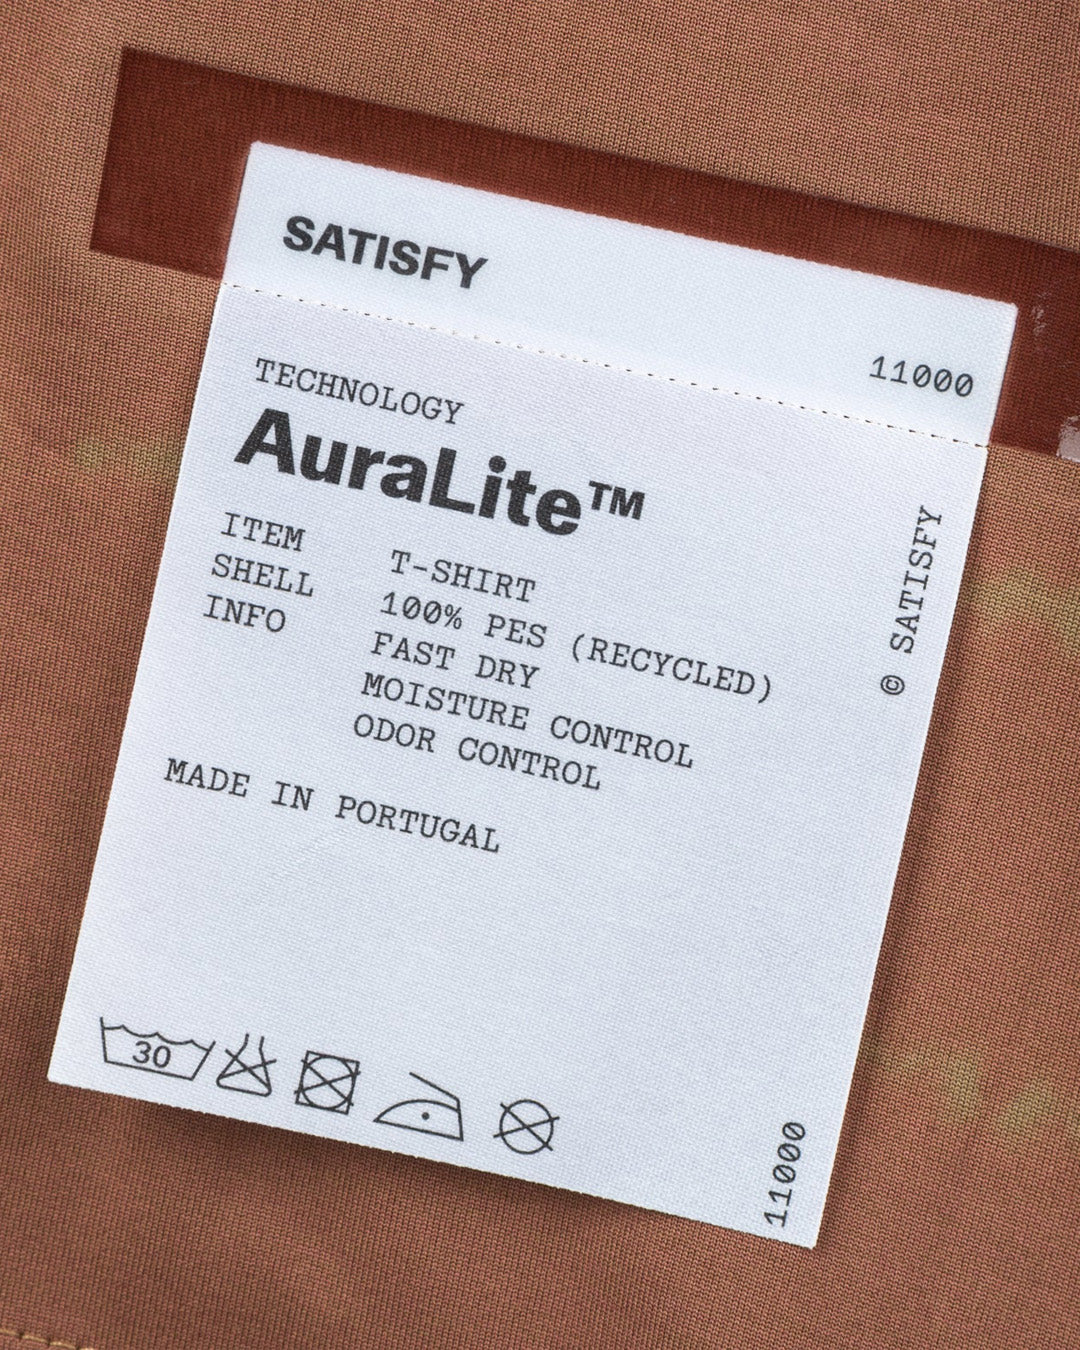 SATISFY
11000
TECHNOLOGY
AuraLite™
ITEM T-SHIRT
SHELL 100% PES (RECYCLED)
INFO FAST DRY
MOISTURE CONTROL
ODOR CONTROL
MADE IN PORTUGAL
© SATISFY
30
11000